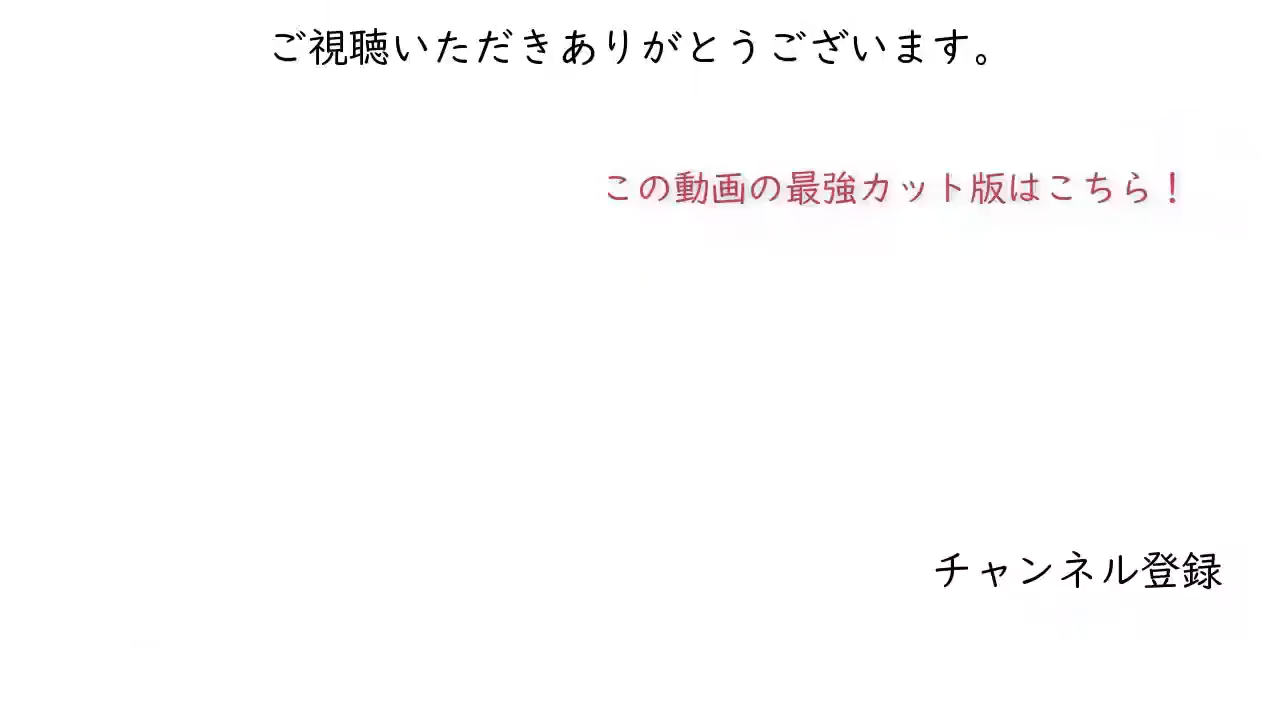 ご視聴いただきありがとうございます。
この動画の最強カット版はこちら！
チャンネル登録